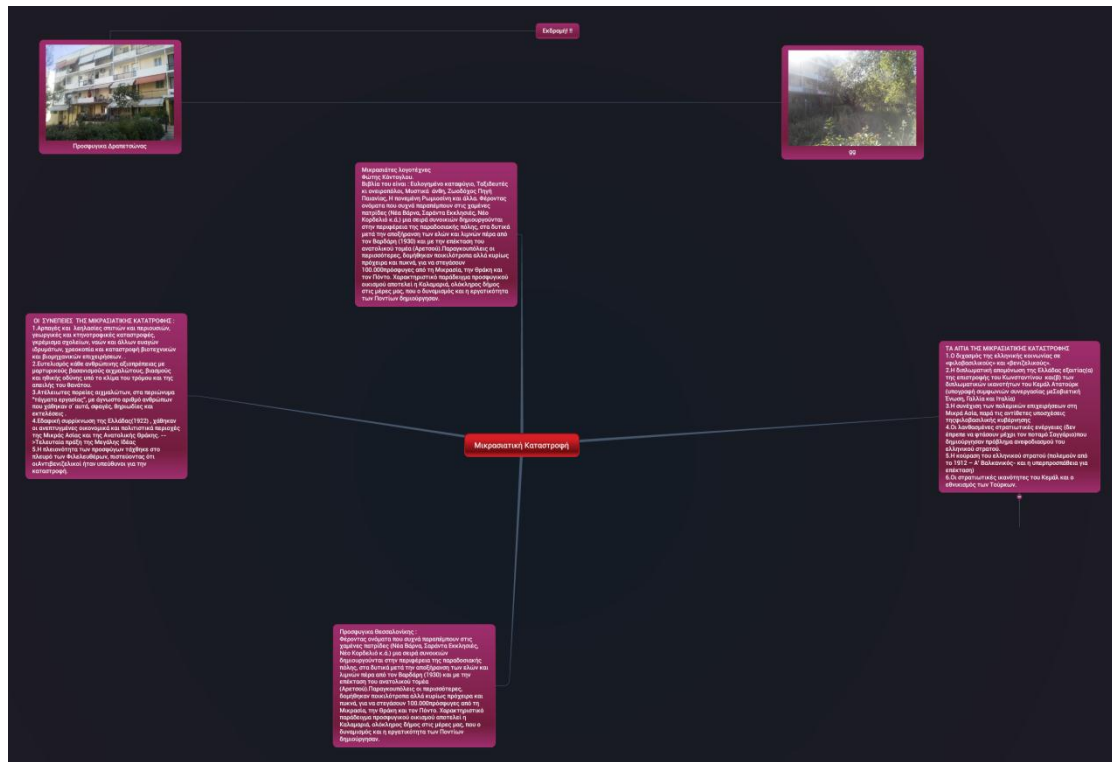 Εκδρομή! !!
Προσφυγικα Δραπετσώνας
gg
Μικρασιάτες λογοτέχνες
Φώτης Κόντογλου.
Βιβλία του είναι : Ευλογημένο καταφύγιο, Ταξιδευτές
κι ονειροπόλοι, Μυστικά άνθη, Ζωοδόχος Πηγή
Παιανίας, Η πονεμένη Ρωμιοσύνη και άλλα. Φέροντας
ονόματα που συχνά παραπέμπουν στις χαμένες
πατρίδες (Νέα Βάρνα, Σαράντα Εκκλησιές, Νέο
Κορδελιό κ.ά.) μια σειρά συνοικιών δημιουργούνται
στην περιφέρεια της παραδοσιακής πόλης, στα δυτικά
μετά την αποξήρανση των ελών και λιμνών πέρα από
τον Βαρδάρη (1930) και με την επέκταση του
ανατολικού τομέα (Αρετσού).Παραγκουπόλεις οι
περισσότερες, δομήθηκαν ποικιλότροπα αλλά κυρίως
πρόχειρα και πυκνά, για να στεγάσουν
100.000πρόσφυγες από τη Μικρασία, την Θράκη και
τον Πόντο. Χαρακτηριστικό παράδειγμα προσφυγικού
οικισμού αποτελεί η Καλαμαριά, ολόκληρος δήμος
στις μέρες μας, που ο δυναμισμός και η εργατικότητα
των Ποντίων δημιούργησαν.
ΟΙ ΣΥΝΕΠΕΙΕΣ ΤΗΣ ΜΙΚΡΑΣΙΑΤΙΚΗΣ ΚΑΤΑΤΡΟΦΗΣ :
1.Αρπαγές και λεηλασίες σπιτιών και περιουσιών,
γεωργικές και κτηνοτροφικές καταστροφές,
γκρέμισμα σχολείων, ναών και άλλων ευαγών
ιδρυμάτων, χρεοκοπία και καταστροφή βιοτεχνικών
και βιομηχανικών επιχειρήσεων. .
2.Ευτελισμός κάθε ανθρώπινης αξιοπρέπειας με
μαρτυρικούς βασανισμούς αιχμαλώτους, βιασμούς
και ηθικής οδύνης υπό το κλίμα του τρόμου και της
απειλής του θανάτου.
3.Ατέλειωτες πορείες αιχμαλώτων, στα περιώνυμα
"τάγματα εργασίας", με άγνωστο αριθμό ανθρώπων
που χάθηκαν σ' αυτά, σφαγές, θηριωδίες και
εκτελέσεις .
4.Εδαφική συρρίκνωση της Ελλάδας(1922) , χάθηκαν
οι ανεπτυγμένες οικονομικά και πολιτιστικά περιοχές
της Μικράς Ασίας και της Ανατολικής Θράκης. --
>Τελευταία πράξη της Μεγάλης Ιδέας
5.Η πλειονότητα των προσφύγων τάχθηκε στο
πλευρό των Φιλελευθέρων, πιστεύοντας ότι
οιΑντιβενιζελικοί ήταν υπεύθυνοι για την
καταστροφή.
Μικρασιατική Καταστροφή
ΤΑ ΑΙΤΙΑ ΤΗΣ ΜΙΚΡΑΣΙΑΤΙΚΗΣ ΚΑΤΑΣΤΡΟΦΗΣ
1.Ο διχασμός της ελληνικής κοινωνίας σε
«φιλοβασιλικούς» και «βενιζελικούς».
2.Η διπλωματική απομόνωση της Ελλάδας εξαιτίας(α)
της επιστροφής του Κωνσταντίνου και(β) των
διπλωματικών ικανοτήτων του Κεμάλ Ατατούρκ
(υπογραφή συμφωνιών συνεργασίας μεΣοβιατική
Ένωση, Γαλλία και Ιταλία)
3.Η συνέχιση των πολεμικών επιχειρήσεων στη
Μικρά Ασία, παρά τις αντίθετες υποσχέσεις
τηςφιλοβασιλικής κυβέρνησης
4.Οι λανθασμένες στρατιωτικές ενέργειες (δεν
έπρεπε να φτάσουν μέχρι τον ποταμό Σαγγάριο)που
δημιούργησαν πρόβλημα ανεφοδιασμού του
ελληνικού στρατού.
5.Η κούραση του ελληνικού στρατού (πολεμούν από
το 1912 – Α' Βαλκανικός- και η υπερπροσπάθεια για
επέκταση)
6.Οι στρατιωτικές ικανότητες του Κεμάλ και ο
εθνικισμός των Τούρκων.
Προσφυγικα Θεσσαλονίκης :
Φέροντας ονόματα που συχνά παραπέμπουν στις
χαμένες πατρίδες (Νέα Βάρνα, Σαράντα Εκκλησιές,
Νέο Κορδελιό κ.ά.) μια σειρά συνοικιών
δημιουργούνται στην περιφέρεια της παραδοσιακής
πόλης, στα δυτικά μετά την αποξήρανση των ελών και
λιμνών πέρα από τον Βαρδάρη (1930) και με την
επέκταση του ανατολικού τομέα
(Αρετσού).Παραγκουπόλεις οι περισσότερες,
δομήθηκαν ποικιλότροπα αλλά κυρίως πρόχειρα και
πυκνά, για να στεγάσουν 100.000πρόσφυγες από τη
Μικρασία, την Θράκη και τον Πόντο. Χαρακτηριστικό
παράδειγμα προσφυγικού οικισμού αποτελεί η
Καλαμαριά, ολόκληρος δήμος στις μέρες μας, που ο
δυναμισμός και η εργατικότητα των Ποντίων
δημιούργησαν.